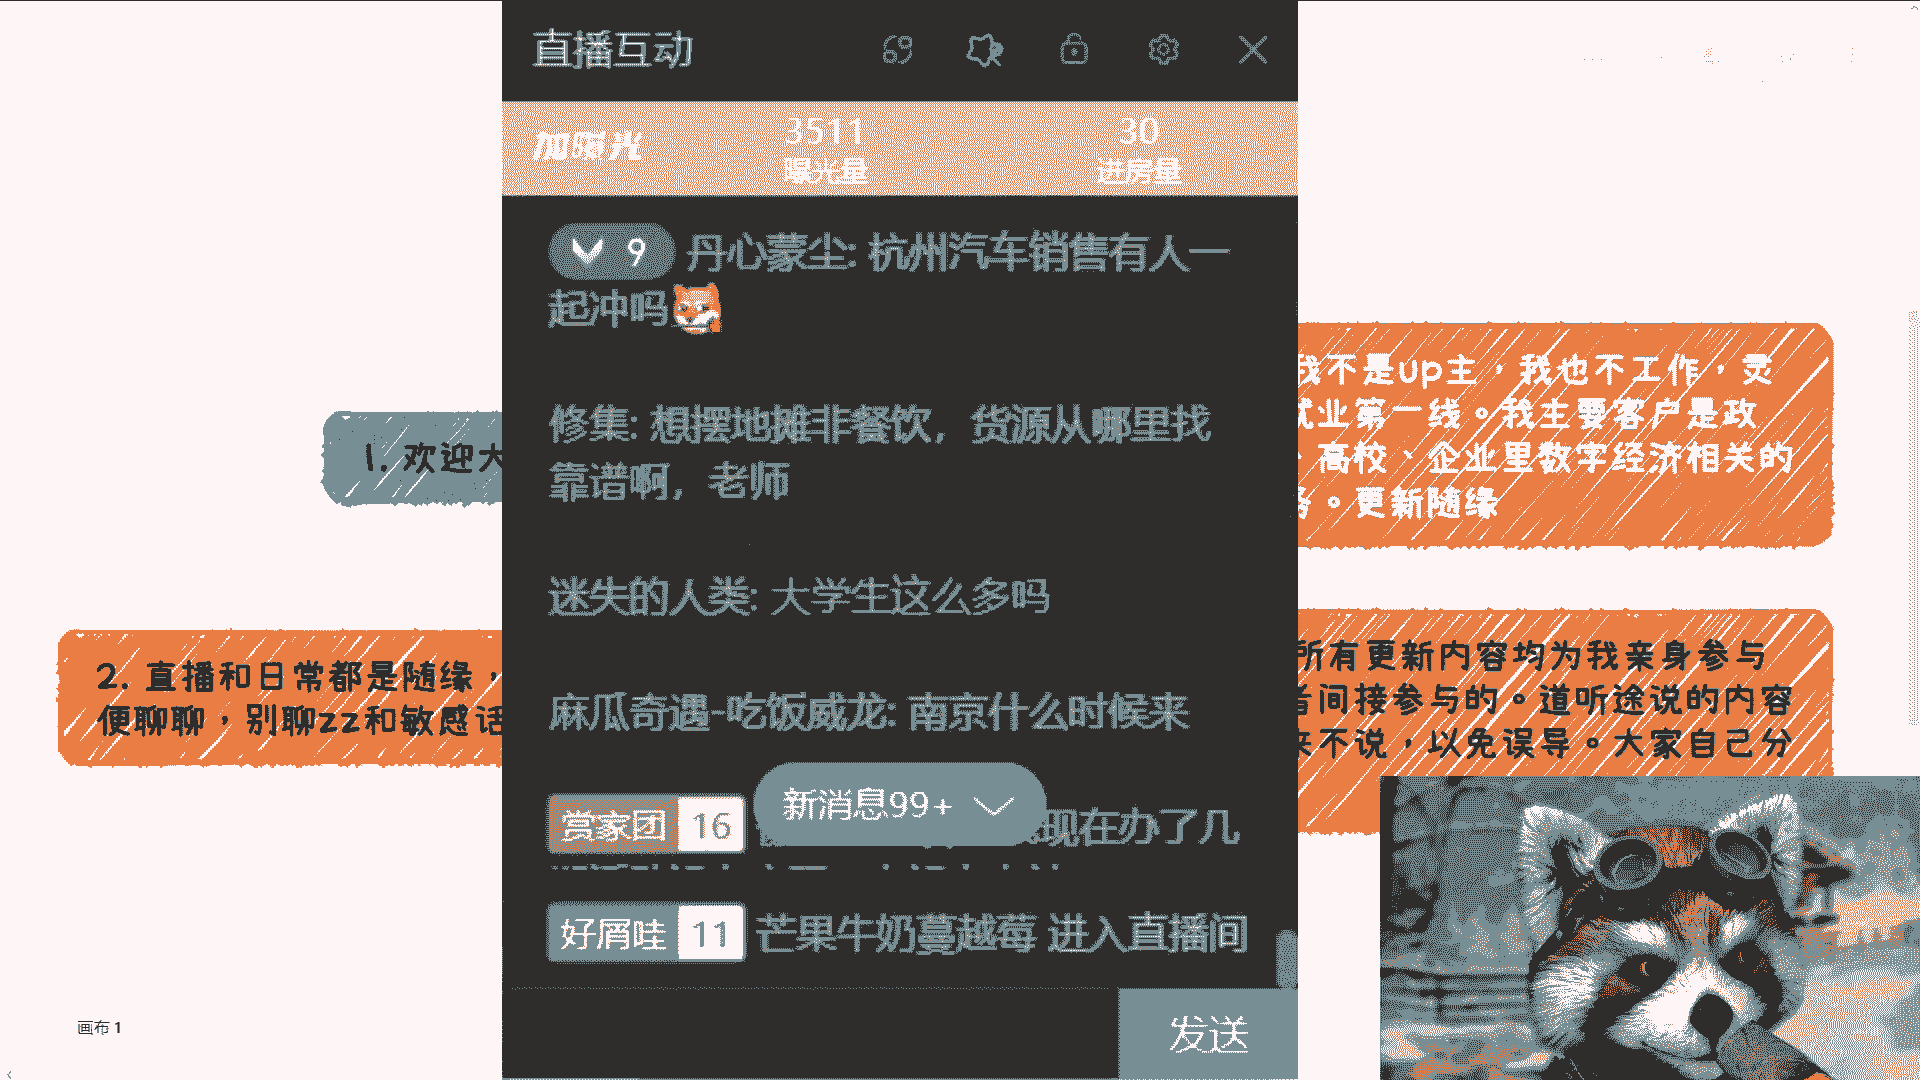 直播互动
加曝光
3511
曝光量
30
进房量
9 丹心蒙尘: 杭州汽车销售有人一
起冲吗
修集: 想摆地摊非餐饮，货源从哪里找
靠谱啊，老师
迷失的人类: 大学生这么多吗
麻瓜奇遇-吃饭威龙: 南京什么时候来
赏家团 16
现在办了几
新消息99+
好屑哇 11 芒果牛奶蔓越莓 进入直播间
发送
1. 欢迎大
2. 直播和日常都是随缘，
便聊聊，别聊zz和敏感话
我不是up主，我也不工作，灵
就业第一线。我主要客户是政
、高校、企业里数字经济相关的
务。更新随缘
所有更新内容均为我亲身参与
者间接参与的。道听途说的内容
来不说，以免误导。大家自己分
画布 1